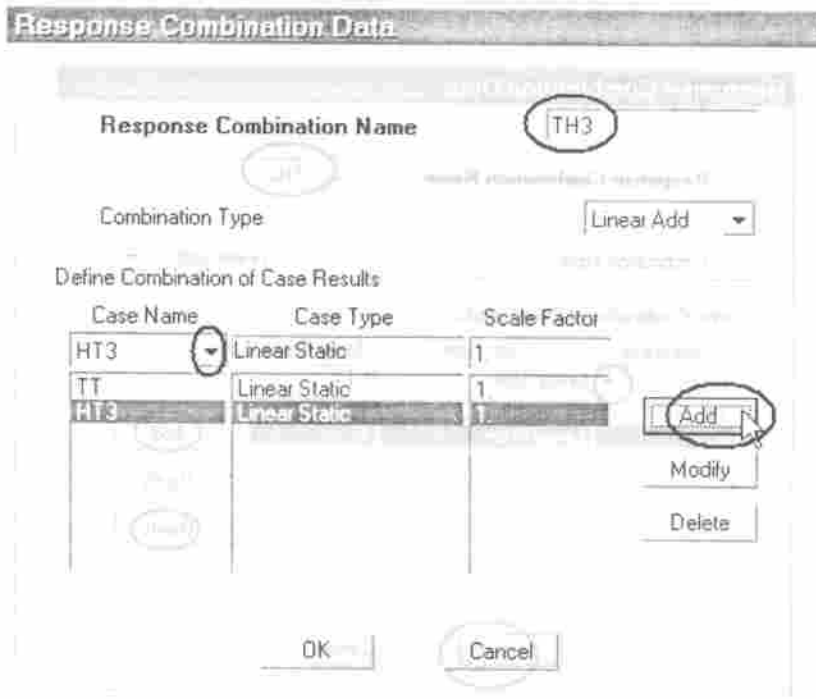 Response Combination Data
Response Combination Name TH3
Combination Type Linear Add
Define Combination of Case Results
Case Name Case Type Scale Factor
HT3 Linear Static 1.
TT Linear Static 1.
HT3 Linear Static 1.
Add
Modify
Delete
OK Cancel